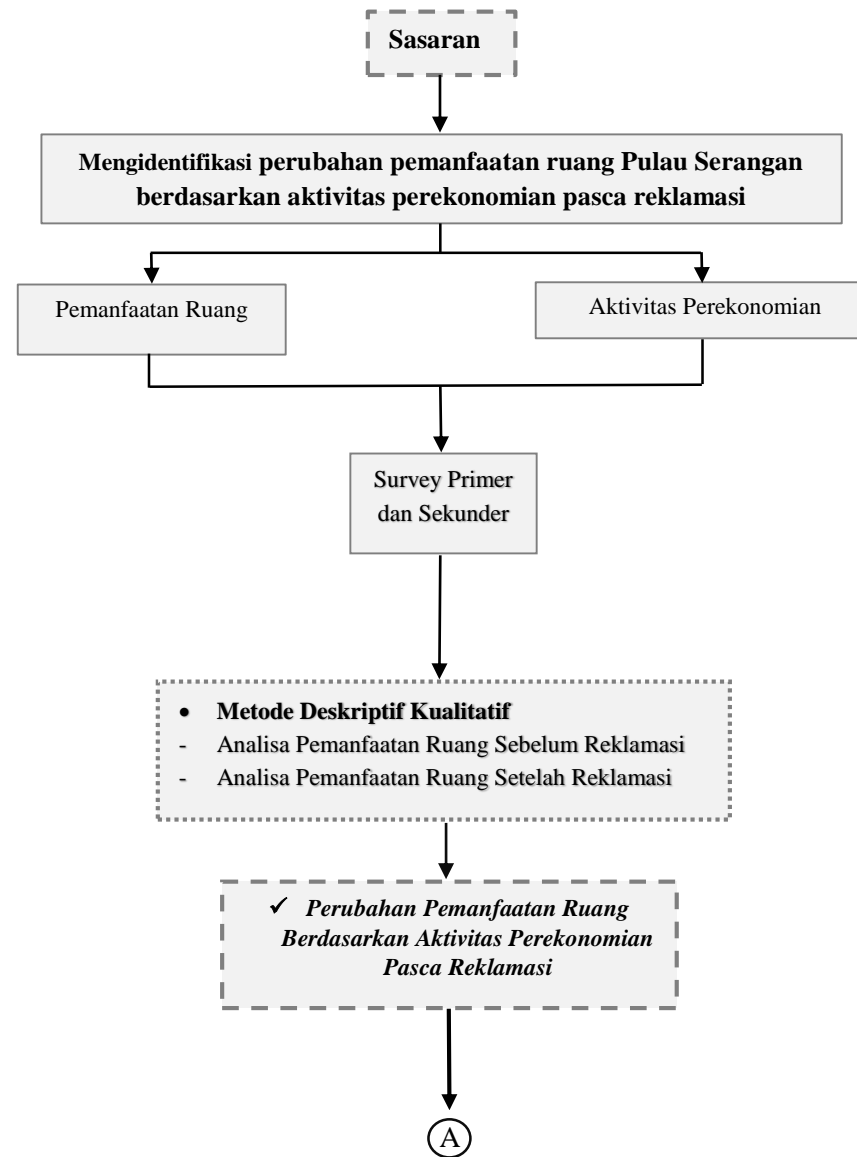 Sasaran
Mengidentifikasi perubahan pemanfaatan ruang Pulau Serangan
berdasarkan aktivitas perekonomian pasca reklamasi
Pemanfaatan Ruang
Aktivitas Perekonomian
Survey Primer
dan Sekunder
• Metode Deskriptif Kualitatif
- Analisa Pemanfaatan Ruang Sebelum Reklamasi
- Analisa Pemanfaatan Ruang Setelah Reklamasi
✓ Perubahan Pemanfaatan Ruang
Berdasarkan Aktivitas Perekonomian
Pasca Reklamasi
A